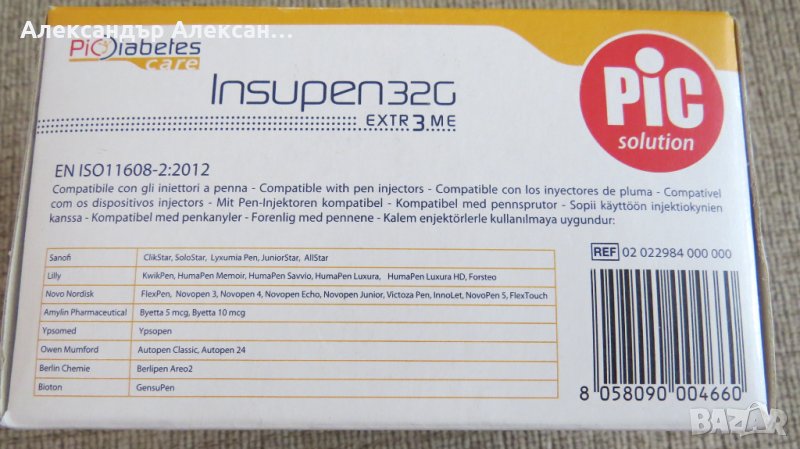 Александър Алексан...
PiC Diabetes
care
Insupen 32G
EXTR3ME
PiC
solution
EN ISO11608-2:2012
Compatibile con gli iniettori a penna - Compatible with pen injectors - Compatible con los inyectores de pluma - Compatível
com os dispositivos injectors - Mit Pen-Injektoren kompatibel - Kompatibel med pennsprutor - Sopii käyttöön injektiokynien
kanssa - Kompatibel med penkanyler - Forenlig med pennene - Kalem enjektörlerle kullanılmaya uygundur:
REF 02 022984 000 000
Sanofi ClikStar, SoloStar, Lyxumia Pen, JuniorStar, AllStar
Lilly KwikPen, HumaPen Memoir, HumaPen Savvio, HumaPen Luxura, HumaPen Luxura HD, Forsteo
Novo Nordisk FlexPen, Novopen 3, Novopen 4, Novopen Echo, Novopen Junior, Victoza Pen, InnoLet, NovoPen 5, FlexTouch
Amylin Pharmaceutical Byetta 5 mcg, Byetta 10 mcg
Ypsomed Ypsopen
Owen Mumford Autopen Classic, Autopen 24
Berlin Chemie Berlipen Areo2
Bioton GensuPen
8 058090 004660
BAZAR